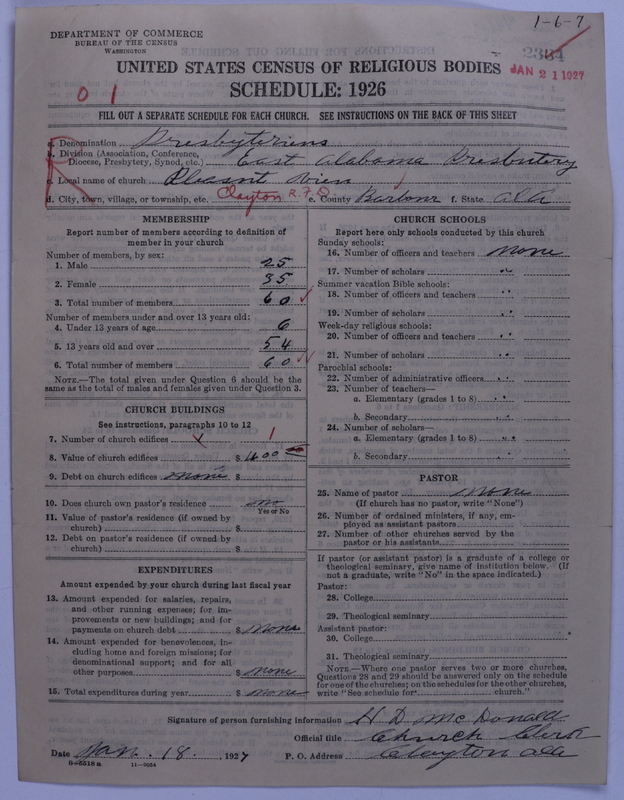 1-6-7
DEPARTMENT OF COMMERCE
BUREAU OF THE CENSUS
WASHINGTON
JAN 21 1927
UNITED STATES CENSUS OF RELIGIOUS BODIES
SCHEDULE: 1926
0 1
FILL OUT A SEPARATE SCHEDULE FOR EACH CHURCH. SEE INSTRUCTIONS ON THE BACK OF THIS SHEET
R
a. Denomination Presbyteriens
b. Division (Association, Conference, Diocese, Presbytery, Synod, etc.) East Alabama Presbytery
c. Local name of church Pleasnt View
d. City, town, village, or township, etc. Clayton R.F.D. e. County Barbour f. State Ala
MEMBERSHIP
Report number of members according to definition of
member in your church
Number of members, by sex:
1. Male 25
2. Female 35
3. Total number of members 60
Number of members under and over 13 years old:
4. Under 13 years of age 6
5. 13 years old and over 54
6. Total number of members 60
NOTE.—The total given under Question 6 should be the
same as the total of males and females given under Question 3.
CHURCH BUILDINGS
See instructions, paragraphs 10 to 12
7. Number of church edifices 1
8. Value of church edifices $
9. Debt on church edifices None $
10. Does church own pastor's residence no
Yes or No
11. Value of pastor's residence (if owned by
church) $
12. Debt on pastor's residence (if owned by
church) $
EXPENDITURES
Amount expended by your church during last fiscal year
13. Amount expended for salaries, repairs,
and other running expenses; for im-
provements or new buildings; and for
payments on church debt $ None
14. Amount expended for benevolences, in-
cluding home and foreign missions; for
denominational support; and for all
other purposes $ none
15. Total expenditures during year $ none
CHURCH SCHOOLS
Report here only schools conducted by this church
Sunday schools:
16. Number of officers and teachers None
17. Number of scholars "
Summer vacation Bible schools:
18. Number of officers and teachers "
19. Number of scholars "
Week-day religious schools:
20. Number of officers and teachers "
21. Number of scholars "
Parochial schools:
22. Number of administrative officers "
23. Number of teachers—
a. Elementary (grades 1 to 8) "
b. Secondary "
24. Number of scholars—
a. Elementary (grades 1 to 8) "
b. Secondary "
PASTOR
25. Name of pastor None
(If church has no pastor, write "None")
26. Number of ordained ministers, if any, em-
ployed as assistant pastors
27. Number of other churches served by the
pastor or his assistants
If pastor (or assistant pastor) is a graduate of a college or
theological seminary, give name of institution below. (If
not a graduate, write "No" in the space indicated.)
Pastor:
28. College
29. Theological seminary
Assistant pastor:
30. College
31. Theological seminary
NOTE.—Where one pastor serves two or more churches,
Questions 28 and 29 should be answered only on the schedule
for one of the churches; on the schedules for the other churches,
write "See schedule for church."
Signature of person furnishing information H D McDonald
Official title Church Clerk
Date Jan. 18, 1927 P. O. Address Clayton Ala
8—5518 a 11—9064